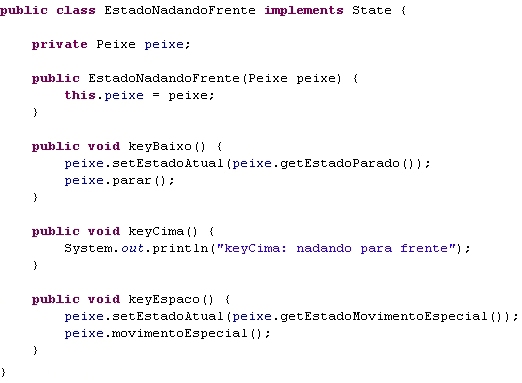 public class EstadoNadandoFrente implements State {
private Peixe peixe;
public EstadoNadandoFrente(Peixe peixe) {
this.peixe = peixe;
}
public void keyBaixo() {
peixe.setEstadoAtual(peixe.getEstadoParado());
peixe.parar();
}
public void keyCima() {
System.out.println("keyCima: nadando para frente");
}
public void keyEspaco() {
peixe.setEstadoAtual(peixe.getEstadoMovimentoEspecial());
peixe.movimentoEspecial();
}
}